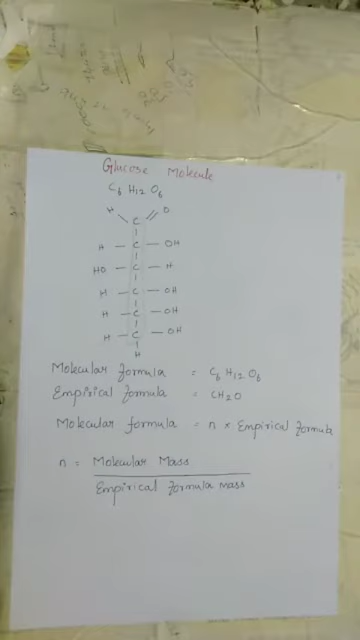 Glucose Molecule
C6 H12 O6
H O
C
H - C - OH
HO - C - H
H - C - OH
H - C - OH
H - C - OH
H
Molecular formula = C6 H12 O6
Empirical formula = CH2O
Molecular formula = n × Empirical formula
n = Molecular Mass
Empirical formula mass